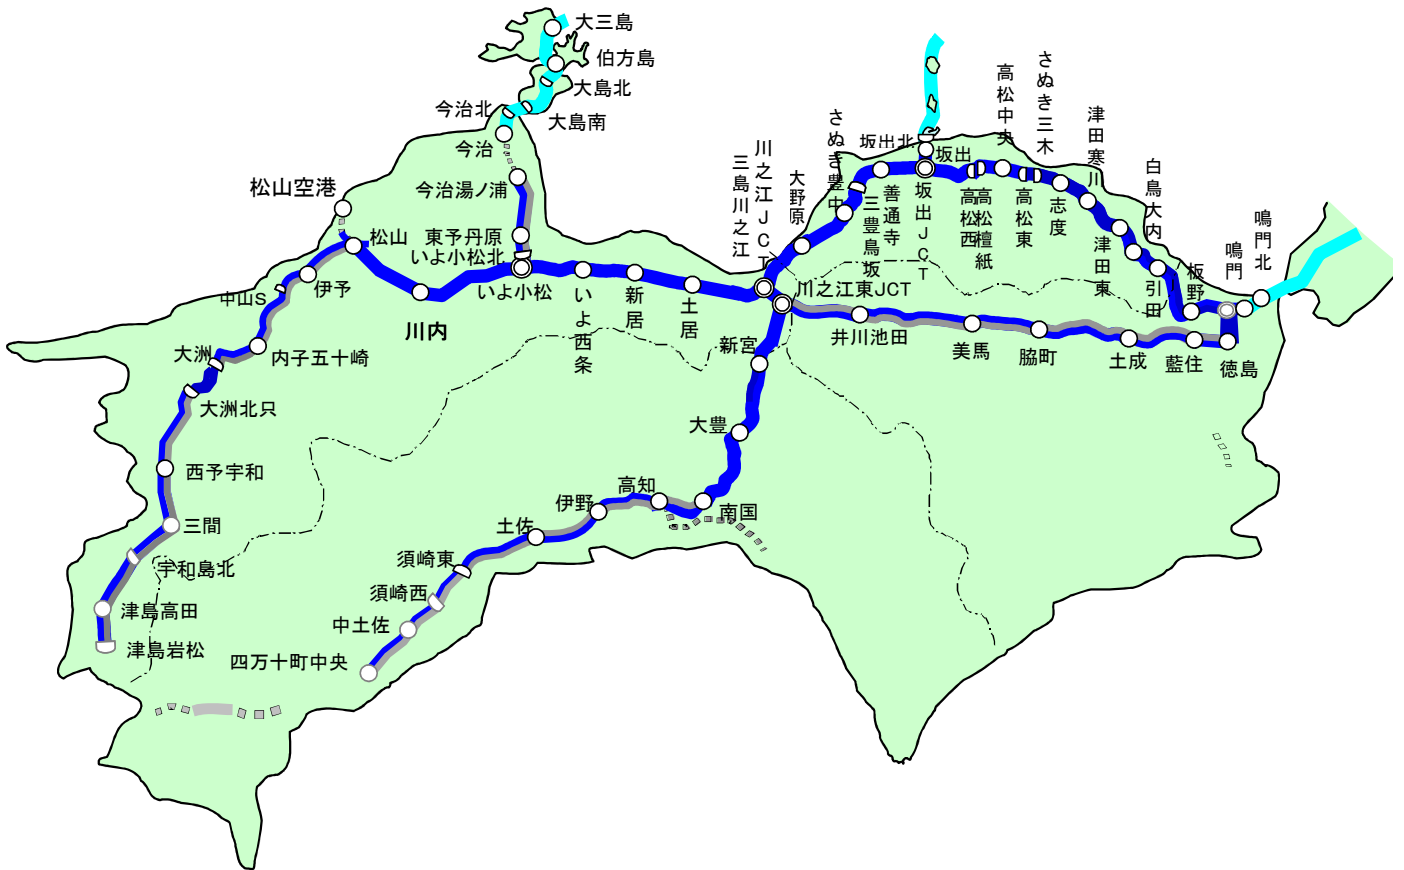 大三島
伯方島
大島北
大島南
今治北
今治
今治湯ノ浦
東予丹原
いよ小松北
いよ小松
松山空港
松山
伊予
中山S
川内
内子五十崎
大洲
大洲北只
西予宇和
三間
宇和島北
津島高田
津島岩松
いよ西条
新居
土居
三島川之江
川之江JCT
大野原
さぬき豊中
三豊鳥坂
善通寺
坂出北
坂出
坂出JCT
高松西
高松檀紙
高松中央
高松東
さぬき三木
志度
津田寒川
津田東
白鳥大内
引田
板野
鳴門
鳴門北
川之江東JCT
井川池田
美馬
脇町
土成
藍住
徳島
新宮
大豊
南国
高知
伊野
土佐
須崎東
須崎西
中土佐
四万十町中央